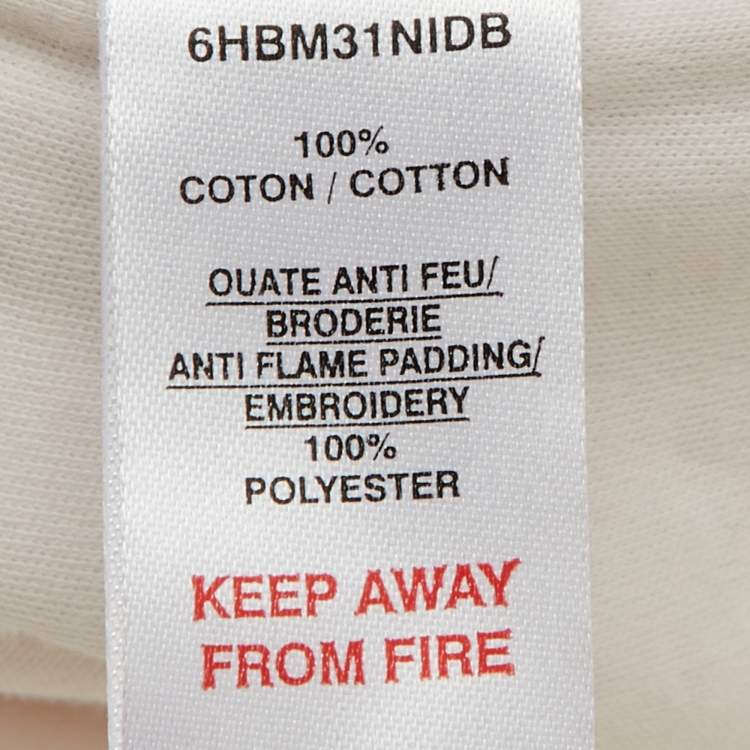 6HBM31NIDB
100%
COTON / COTTON
OUATE ANTI FEU/
BRODERIE
ANTI FLAME PADDING/
EMBROIDERY
100%
POLYESTER
KEEP AWAY
FROM FIRE